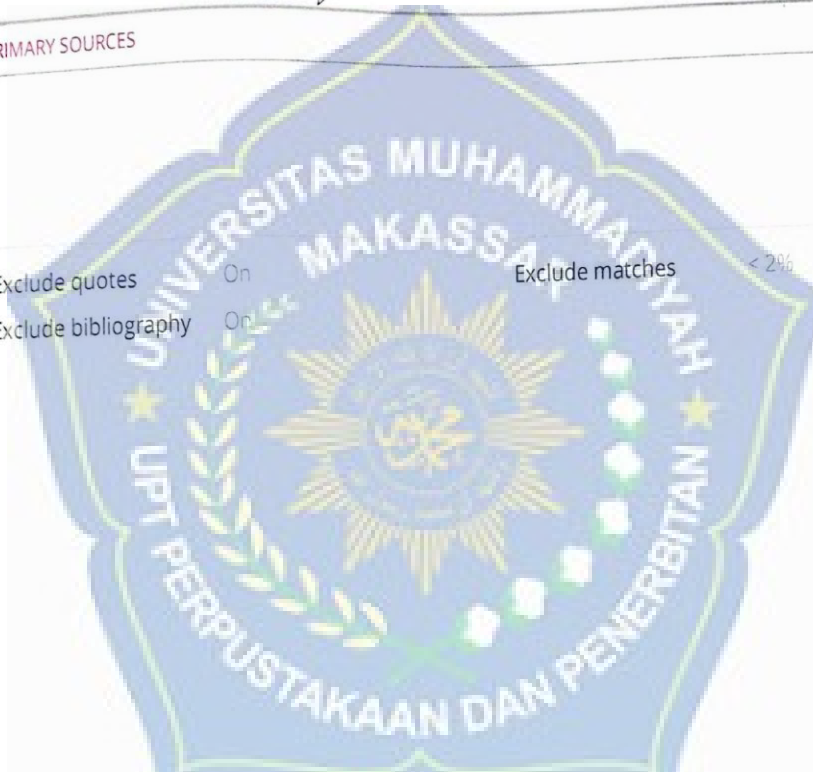 RIMARY SOURCES
UNIVERSITAS MUHAMMADIYAH
MAKASSAR
Exclude quotes On Exclude matches < 2%
Exclude bibliography On
UPT PERPUSTAKAAN DAN PENERBITAN